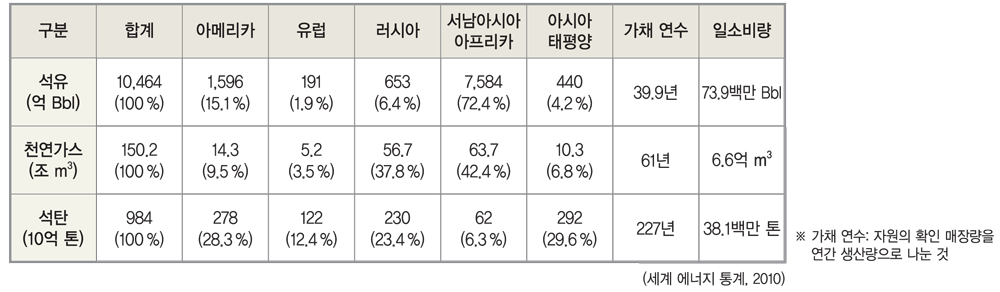 구분 합계 아메리카 유럽 러시아 서남아시아 아프리카 아시아 태평양 가채 연수 일소비량
석유 (억 Bbl) 10,464 (100 %) 1,596 (15.1 %) 191 (1.9 %) 653 (6.4 %) 7,584 (72.4 %) 440 (4.2 %) 39.9년 73.9백만 Bbl
천연가스 (조 m³) 150.2 (100 %) 14.3 (9.5 %) 5.2 (3.5 %) 56.7 (37.8 %) 63.7 (42.4 %) 10.3 (6.8 %) 61년 6.6억 m³
석탄 (10억 톤) 984 (100 %) 278 (28.3 %) 122 (12.4 %) 230 (23.4 %) 62 (6.3 %) 292 (29.6 %) 227년 38.1백만 톤
※ 가채 연수: 자원의 확인 매장량을
연간 생산량으로 나눈 것
(세계 에너지 통계, 2010)